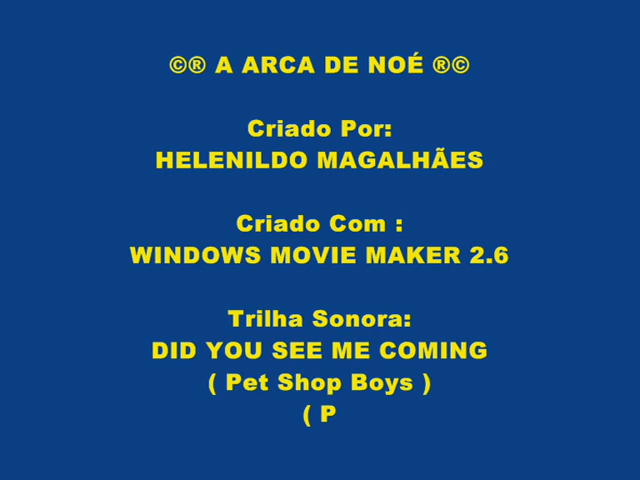 ©® A ARCA DE NOÉ ®©
Criado Por:
HELENILDO MAGALHÃES
Criado Com :
WINDOWS MOVIE MAKER 2.6
Trilha Sonora:
DID YOU SEE ME COMING
( Pet Shop Boys )
( P